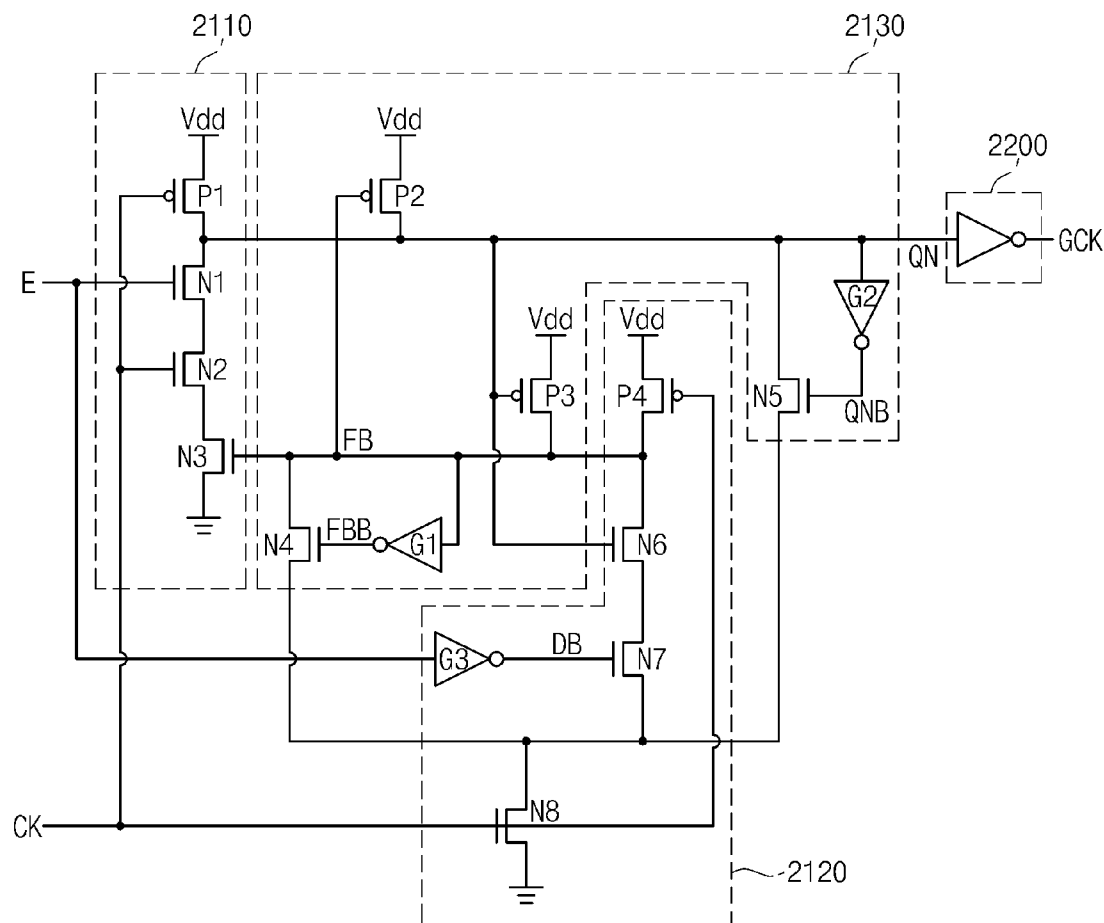 2110
2130
Vdd
Vdd
2200
P1
P2
GCK
QN
E
N1
G2
Vdd
Vdd
N2
P3
P4
N5
QNB
N3
FB
N4
FBB
G1
N6
G3
DB
N7
N8
CK
2120